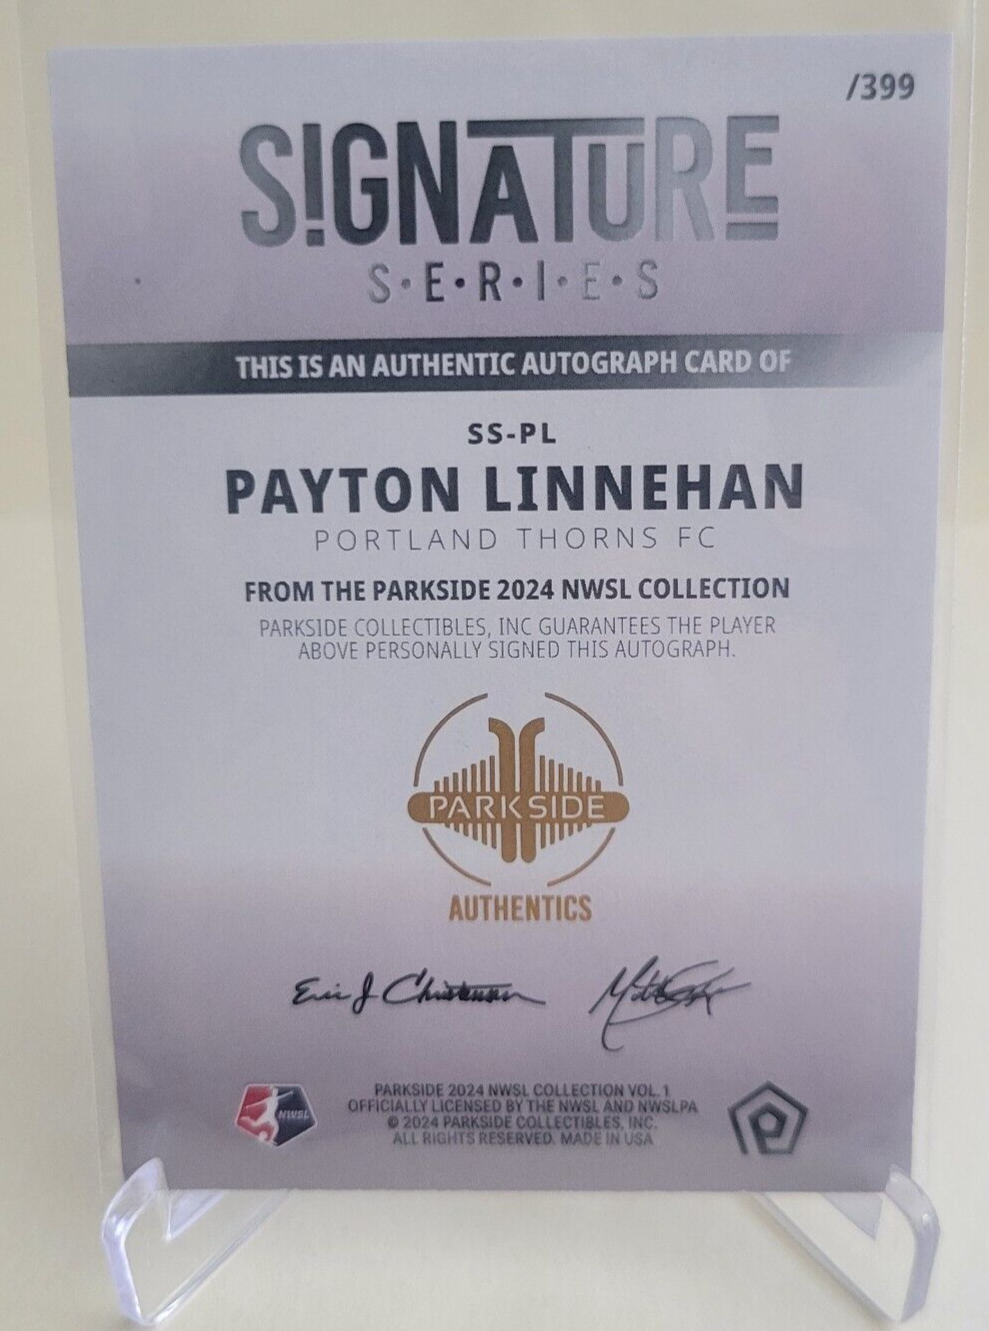 /399
SIGNATURE
S•E•R•I•E•S
THIS IS AN AUTHENTIC AUTOGRAPH CARD OF
SS-PL
PAYTON LINNEHAN
PORTLAND THORNS FC
FROM THE PARKSIDE 2024 NWSL COLLECTION
PARKSIDE COLLECTIBLES, INC GUARANTEES THE PLAYER
ABOVE PERSONALLY SIGNED THIS AUTOGRAPH.
PARKSIDE
AUTHENTICS
Eric J Christensen
NWSL
PARKSIDE 2024 NWSL COLLECTION VOL. 1
OFFICIALLY LICENSED BY THE NWSL AND NWSLPA
© 2024 PARKSIDE COLLECTIBLES, INC.
ALL RIGHTS RESERVED. MADE IN USA